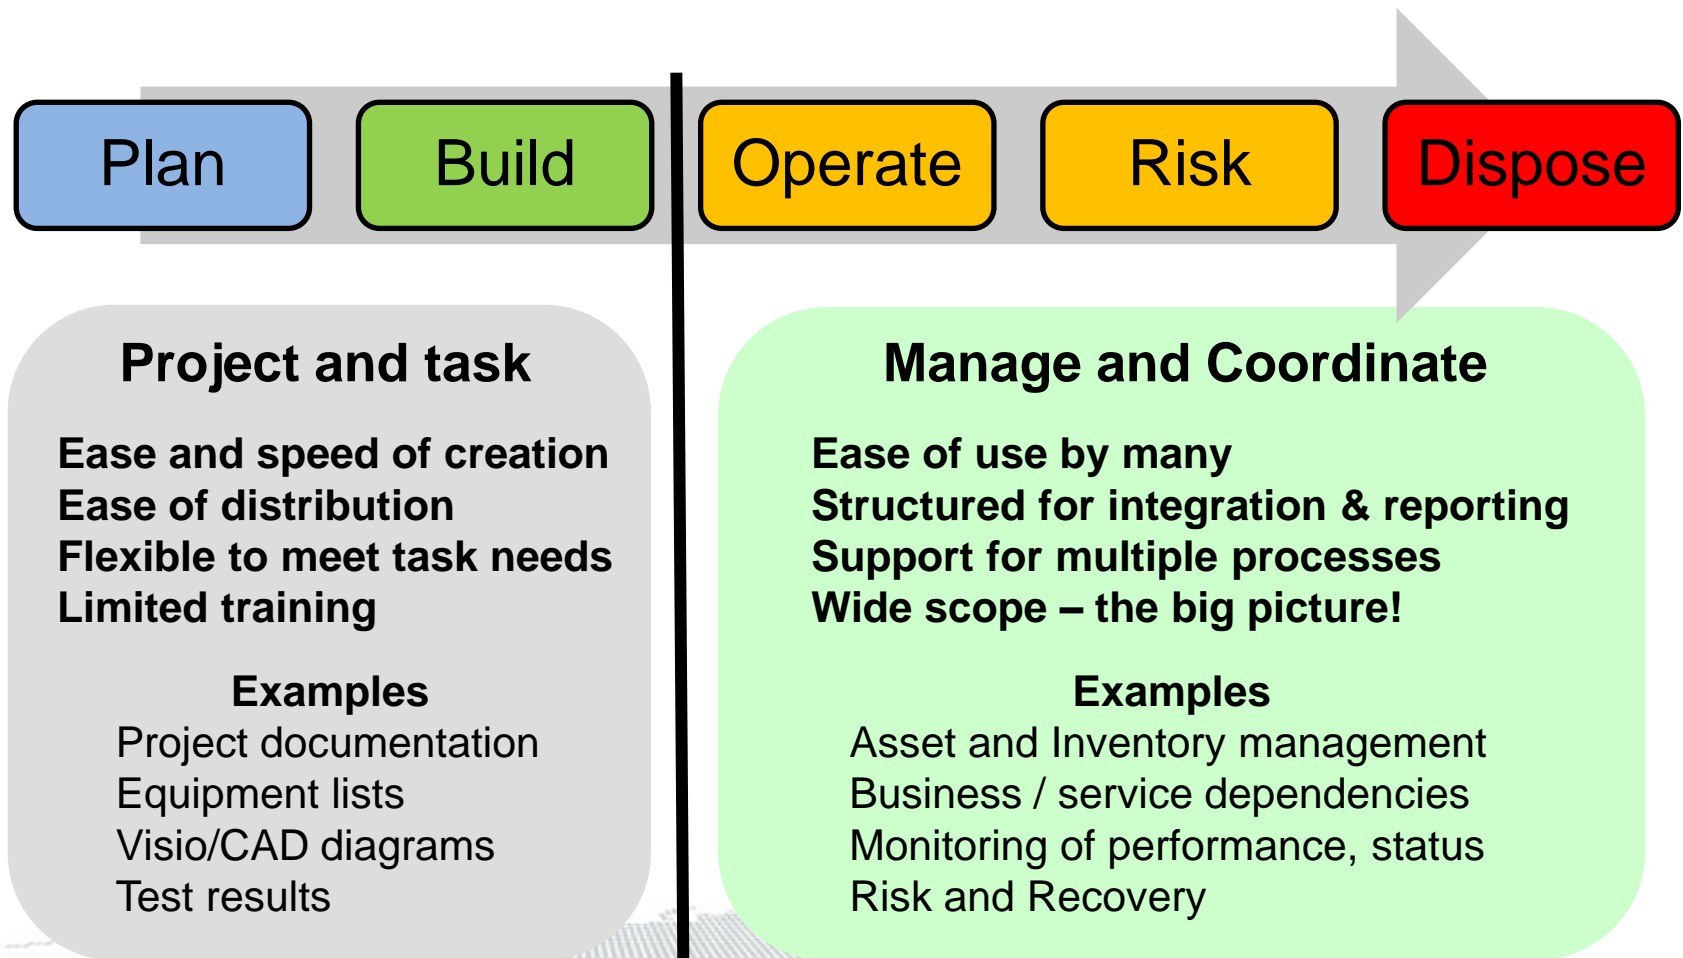 Plan
Build
Operate
Risk
Dispose
Project and task
Ease and speed of creation
Ease of distribution
Flexible to meet task needs
Limited training
Examples
Project documentation
Equipment lists
Visio/CAD diagrams
Test results
Manage and Coordinate
Ease of use by many
Structured for integration & reporting
Support for multiple processes
Wide scope – the big picture!
Examples
Asset and Inventory management
Business / service dependencies
Monitoring of performance, status
Risk and Recovery